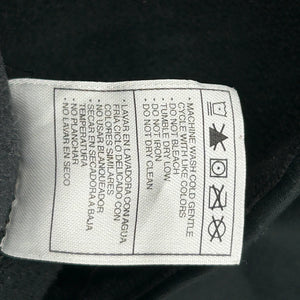 • MACHINE WASH COLD GENTLE
CYCLE WITH LIKE COLORS
• DO NOT BLEACH
• TUMBLE DRY LOW
• DO NOT IRON
• DO NOT DRY CLEAN
• LAVAR EN LAVADORA CON AGUA
FRIA CICLO DELICADO CON
COLORES SIMILARES
• NO USAR BLANQUEADOR
• SECAR EN SECADORA A BAJA
TEMPERATURA
• NO PLANCHAR
• NO LAVAR EN SECO